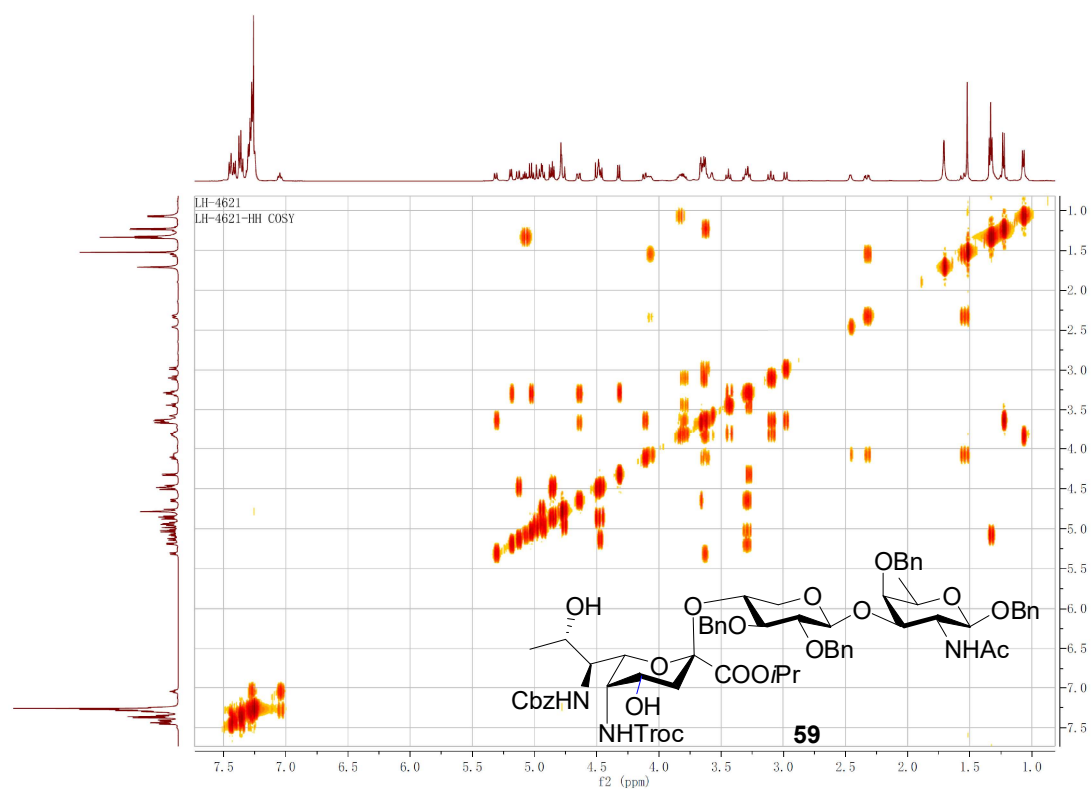 LH-4621
LH-4621-HH COSY
1.0
1.5
2.0
2.5
3.0
3.5
4.0
4.5
5.0
5.5
6.0
6.5
7.0
7.5
OBn
OH
O
O
O
O
OBn
BnO
O
NHAc
OBn
O
COOiPr
CbzHN
OH
NHTroc
59
7.5 7.0 6.5 6.0 5.5 5.0 4.5 4.0 3.5 3.0 2.5 2.0 1.5 1.0
f2 (ppm)